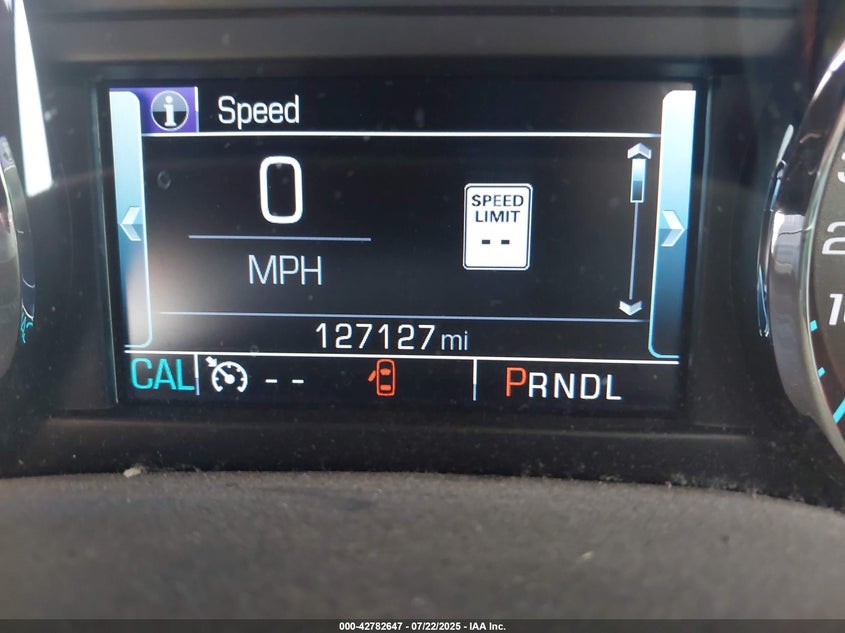 Speed
0
MPH
SPEED
LIMIT
--
127127 mi
CAL
--
PRNDL
000-42782647 - 07/22/2025 - IAA Inc.